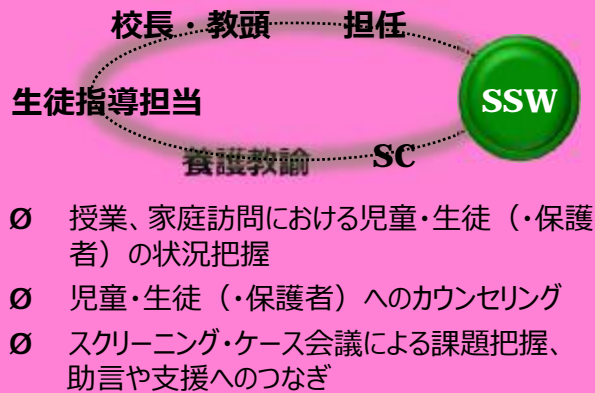 校長・教頭 担任
生徒指導担当 SSW
養護教諭 SC
Ø 授業、家庭訪問における児童・生徒（・保護
者）の状況把握
Ø 児童・生徒（・保護者）へのカウンセリング
Ø スクリーニング・ケース会議による課題把握、
助言や支援へのつなぎ